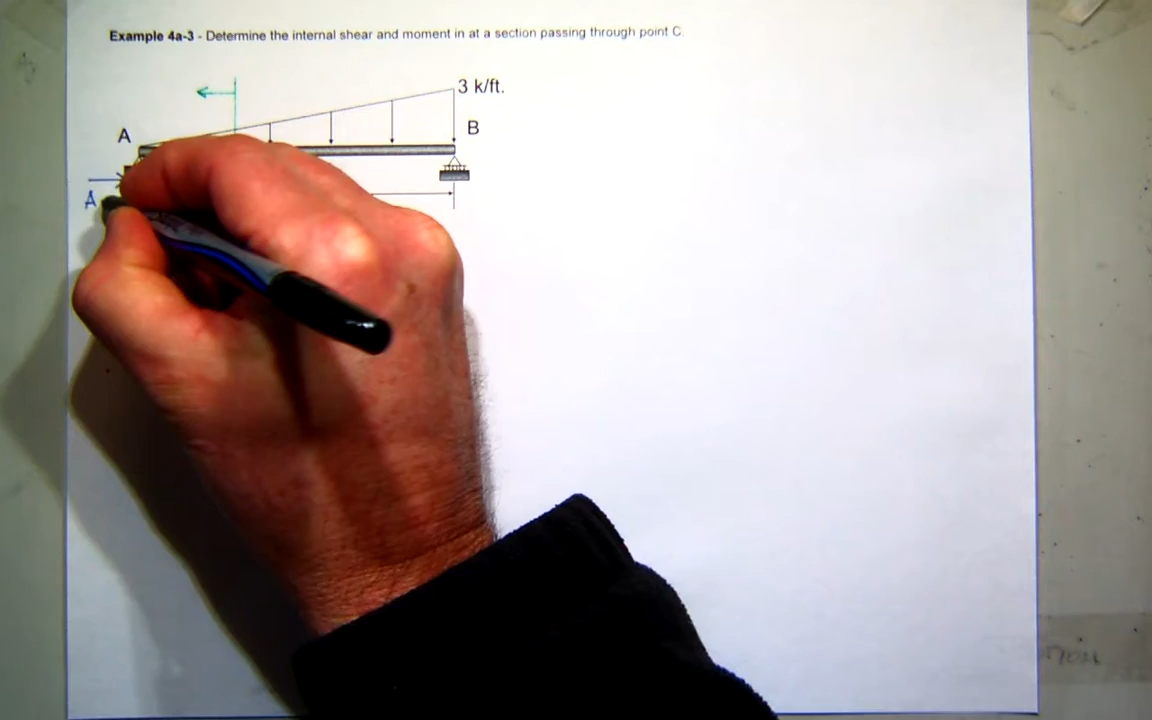 Example 4a-3 - Determine the internal shear and moment in at a section passing through point C.
3 k/ft.
A
B
A